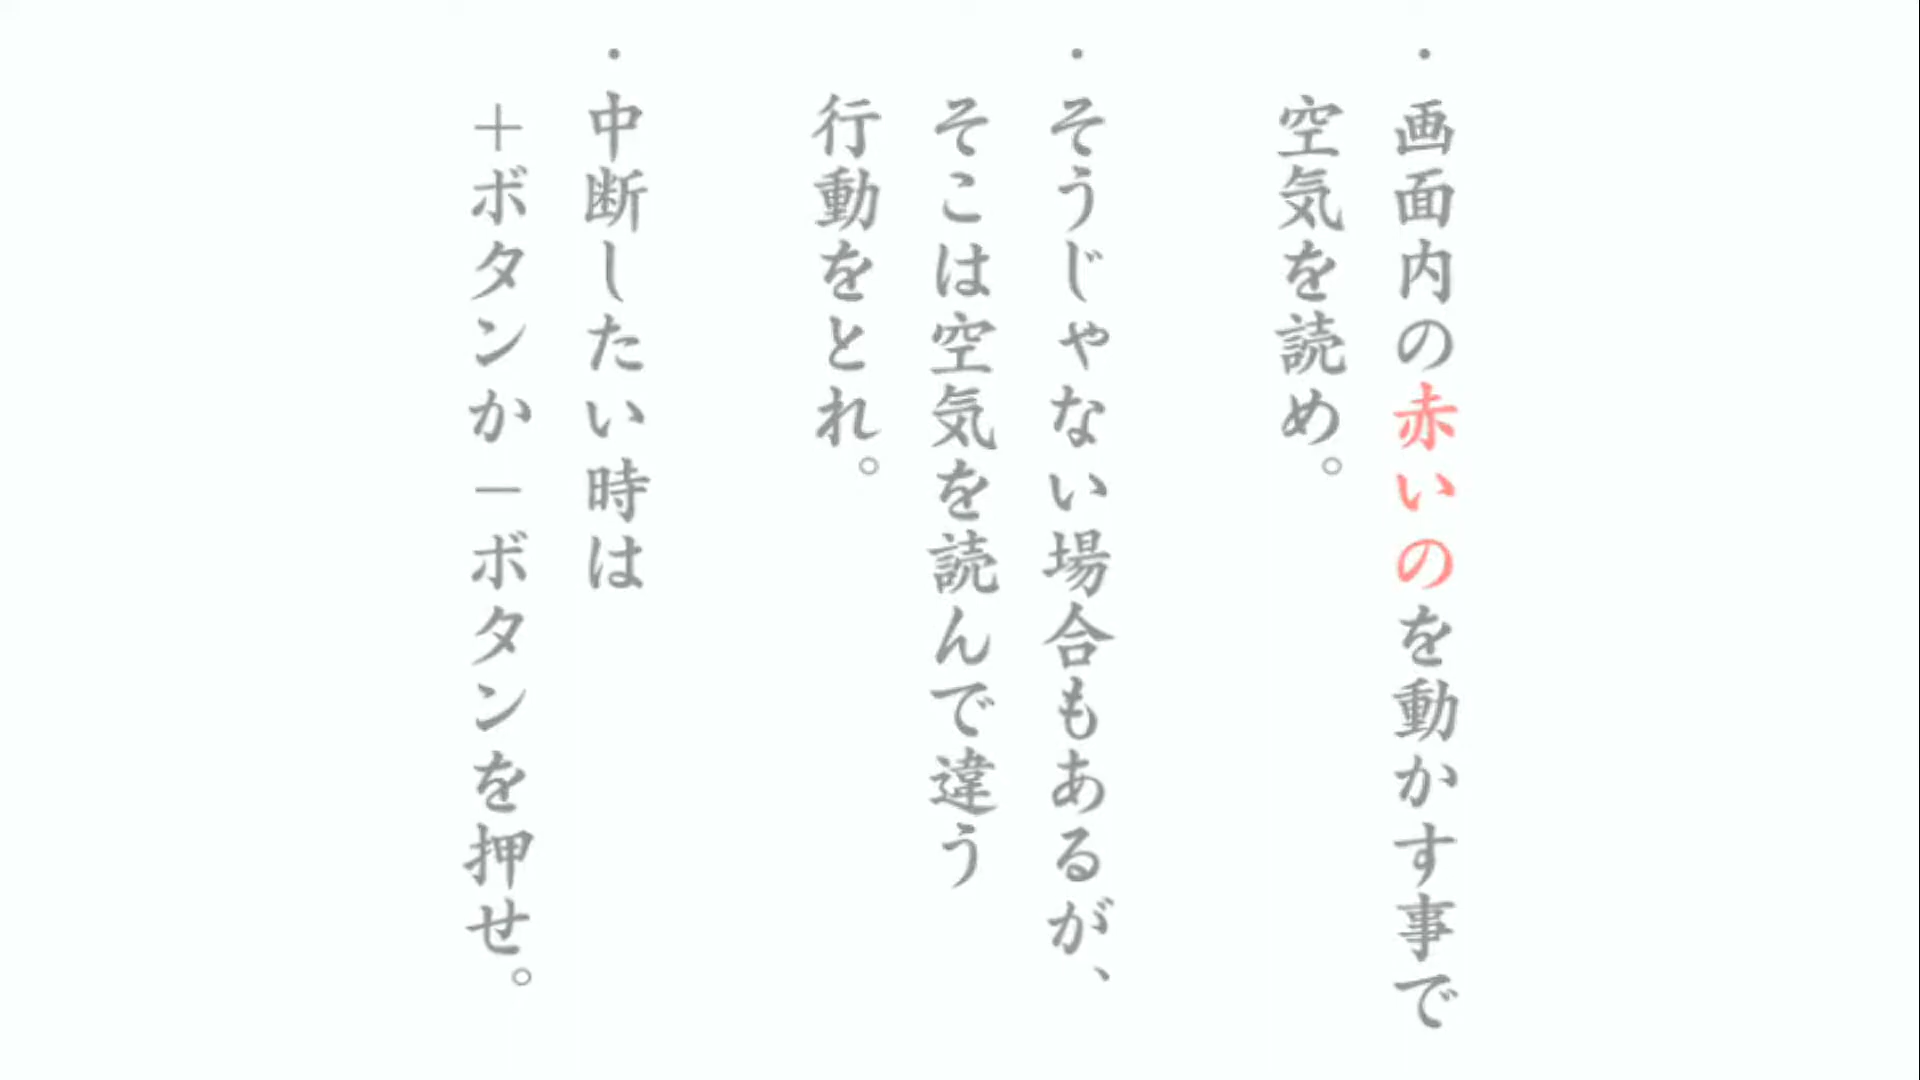 ・画面内の赤いのを動かす事で
空気を読め。
・そうじゃない場合もあるが、
そこは空気を読んで違う
行動をとれ。
・中断したい時は
＋ボタンか－ボタンを押せ。